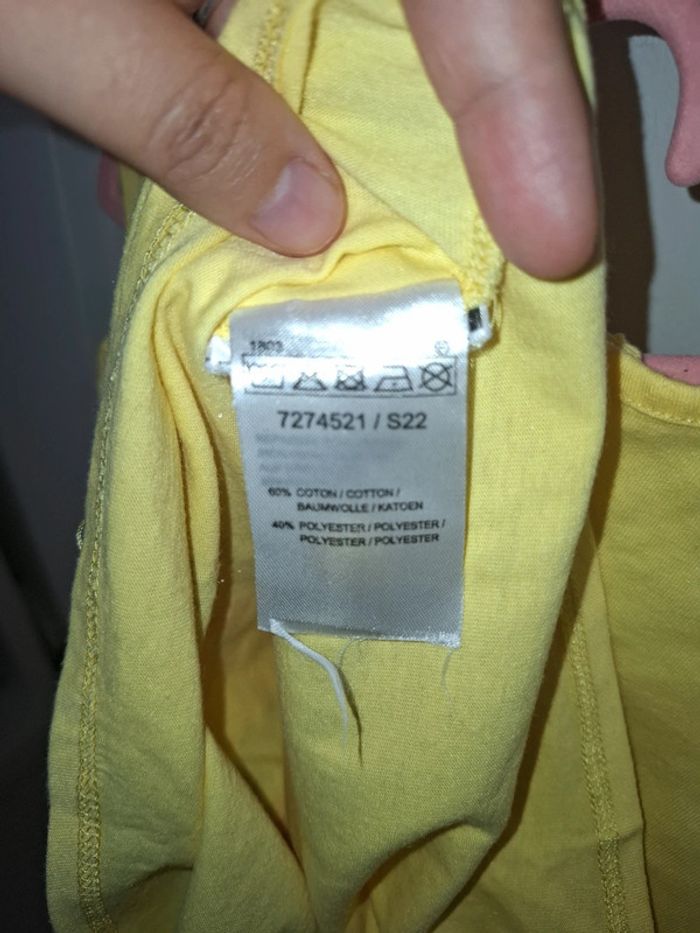 1803
7274521 / S22
60% COTON / COTTON /
BAUMWOLLE / KATOEN
40% POLYESTER / POLYESTER /
POLYESTER / POLYESTER